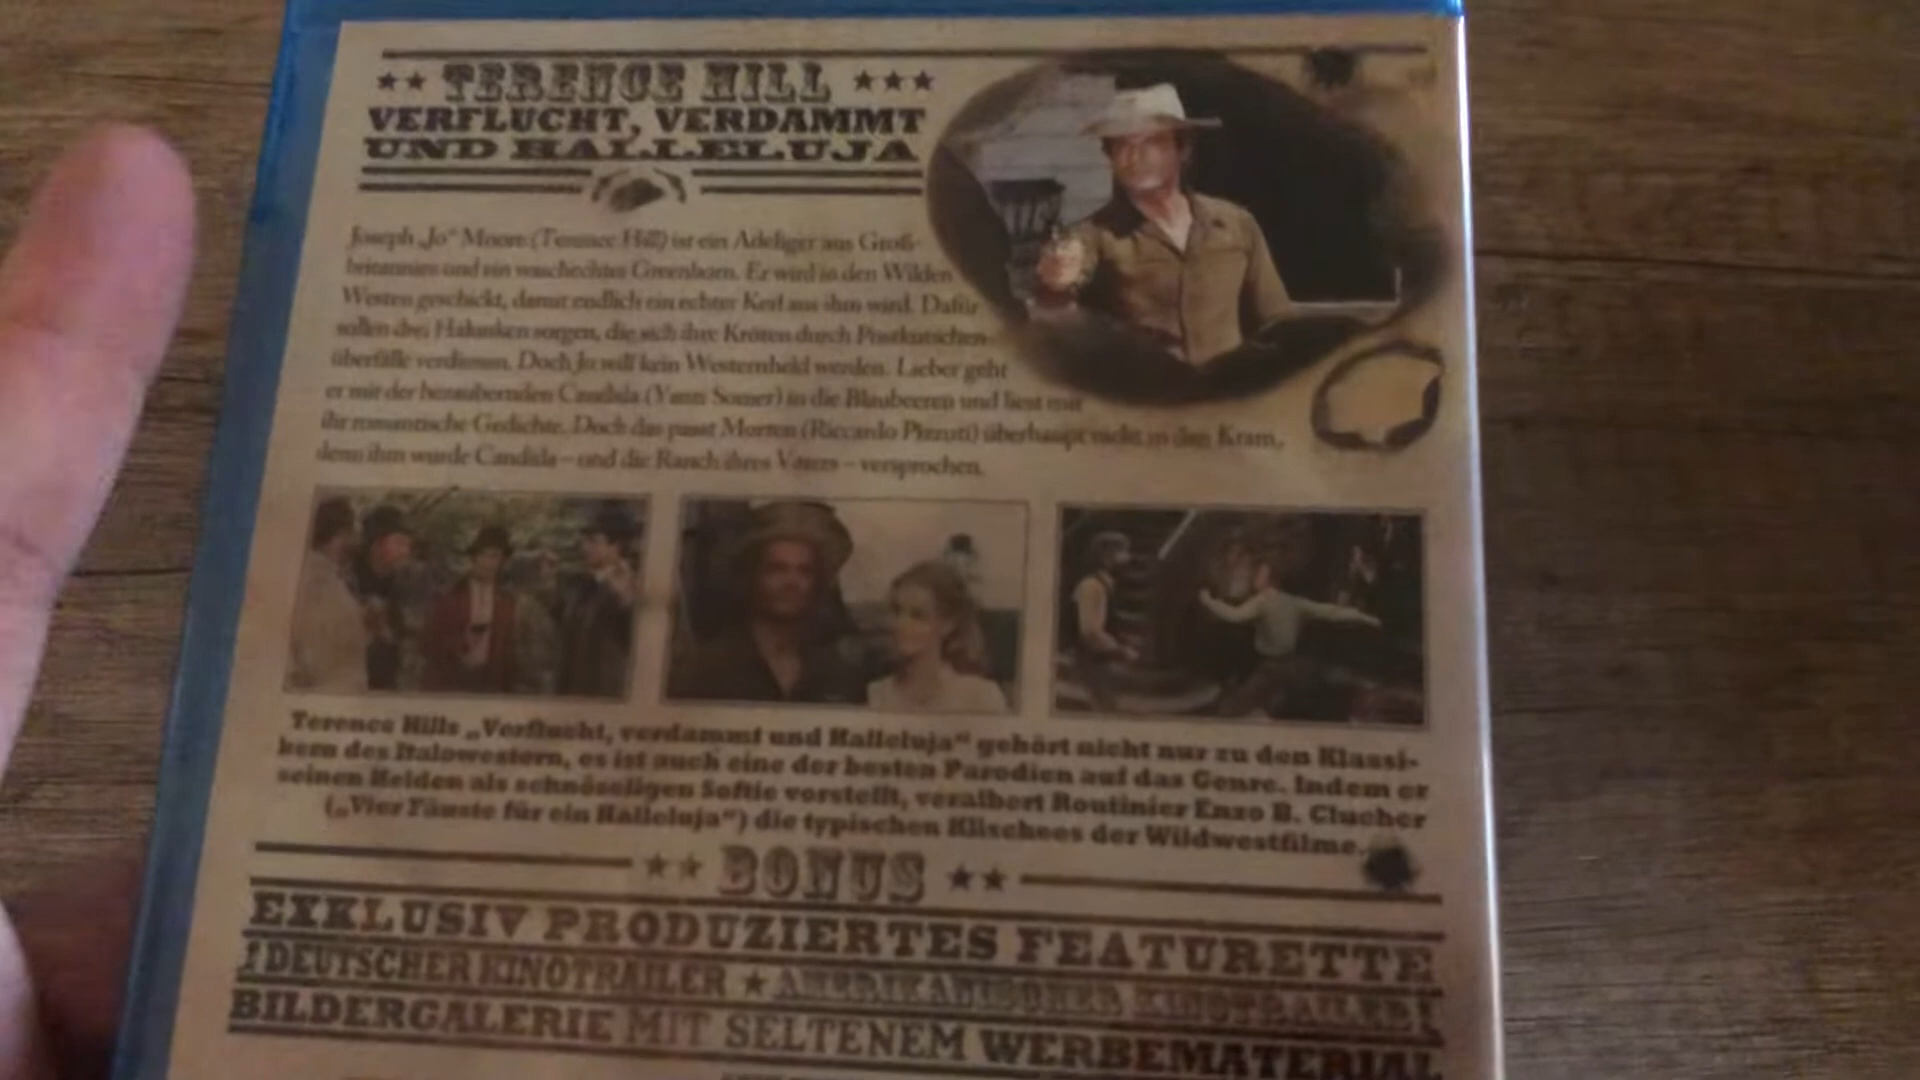 ★★ TERENCE HILL ★★★
VERFLUCHT, VERDAMMT
UND HALLELUJA
Joseph „Jo“ Moore (Terence Hill) ist ein Adeliger aus Groß-
britannien und ein waschechtes Greenhorn. Er wird in den Wilden
Westen geschickt, damit endlich ein echter Kerl aus ihm wird. Dafür
sollen drei Halunken sorgen, die sich ihre Kröten durch Postkutschen-
überfälle verdienen. Doch Jo will kein Westernheld werden. Lieber geht
er mit der bezaubernden Candida (Yanti Somer) in die Blaubeeren und liest mit
ihr romantische Gedichte. Doch das passt Morton (Riccardo Pizzuti) überhaupt nicht in den Kram,
denn ihm wurde Candida – und die Ranch ihres Vaters – versprochen.
Terence Hills „Verflucht, verdammt und Halleluja“ gehört nicht nur zu den Klassi-
kern des Italowestern, es ist auch eine der besten Parodien auf das Genre. Indem er
seinen Helden als schnöseligen Softie vorstellt, veralbert Routinier Enzo B. Clucher
(„Vier Fäuste für ein Halleluja“) die typischen Klischees der Wildwestfilme.
★★ BONUS ★★
EXKLUSIV PRODUZIERTES FEATURETTE
DEUTSCHER KINOTRAILER ★ AMERIKANISCHER KINOTRAILER
BILDERGALERIE MIT SELTENEM WERBEMATERIAL